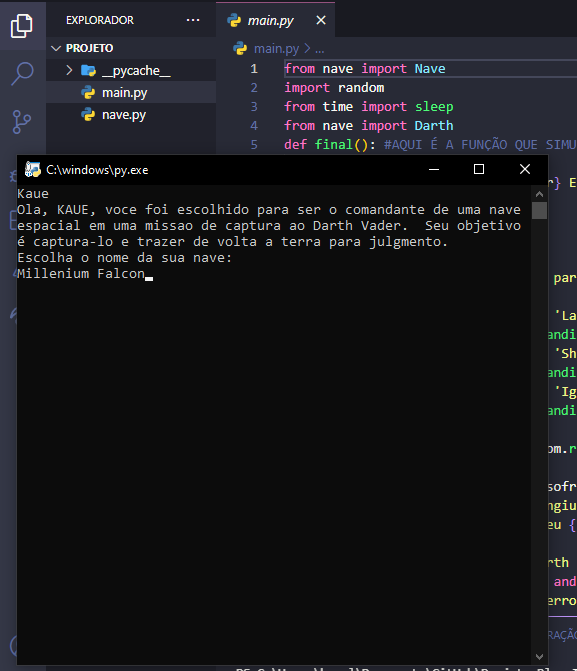 EXPLORADOR ...
main.py
PROJETO
main.py > ...
__pycache__
main.py
nave.py
1 from nave import Nave
2 import random
3 from time import sleep
4 from nave import Darth
5 def final(): #AQUI É A FUNÇÃO QUE SIMU
C:\windows\py.exe
Kaue
Ola, KAUE, voce foi escolhido para ser o comandante de uma nave
espacial em uma missao de captura ao Darth Vader.  Seu objetivo
é captura-lo e trazer de volta a terra para julgmento.
Escolha o nome da sua nave:
Millenium Falcon
r} E
par
'La
andi
'Sh
andi
'Ig
andi
om.r
sofr
ngiu
eu {
rth
and
erro
RAÇÃO